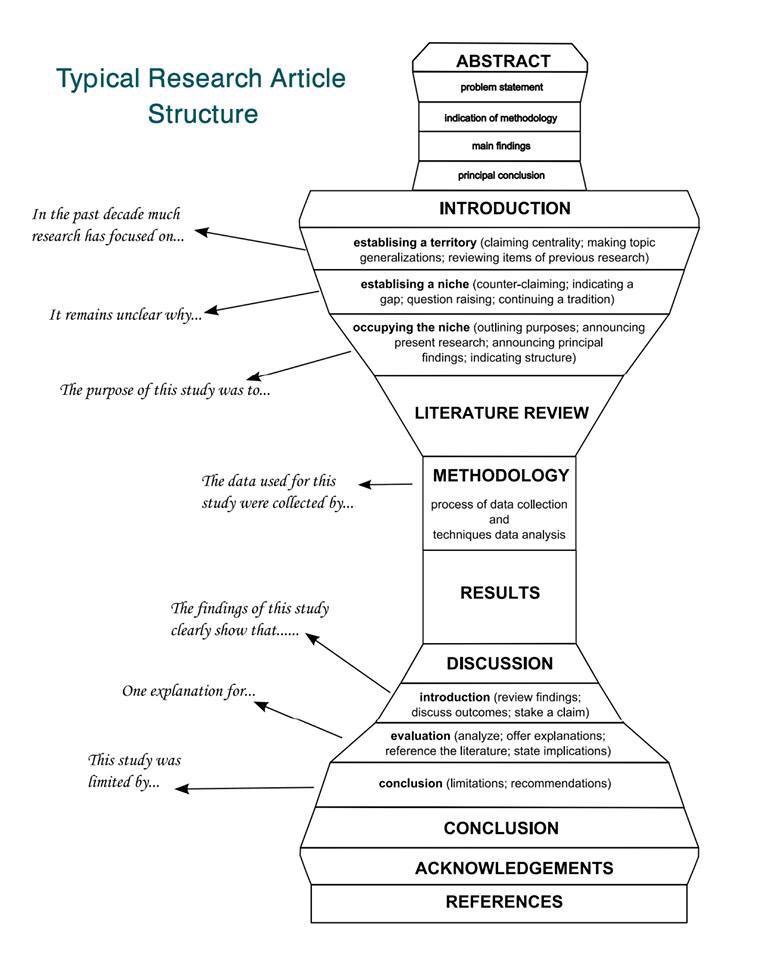 Typical Research Article
Structure
ABSTRACT
problem statement
indication of methodology
main findings
principal conclusion
INTRODUCTION
In the past decade much
research has focused on...
establising a territory (claiming centrality; making topic
generalizations; reviewing items of previous research)
establising a niche (counter-claiming; indicating a
gap; question raising; continuing a tradition)
It remains unclear why...
occupying the niche (outlining purposes; announcing
present research; announcing principal
findings; indicating structure)
The purpose of this study was to...
LITERATURE REVIEW
METHODOLOGY
The data used for this
study were collected by...
process of data collection
and
techniques data analysis
RESULTS
The findings of this study
clearly show that......
DISCUSSION
introduction (review findings;
discuss outcomes; stake a claim)
One explanation for...
evaluation (analyze; offer explanations;
reference the literature; state implications)
This study was
limited by...
conclusion (limitations; recommendations)
CONCLUSION
ACKNOWLEDGEMENTS
REFERENCES